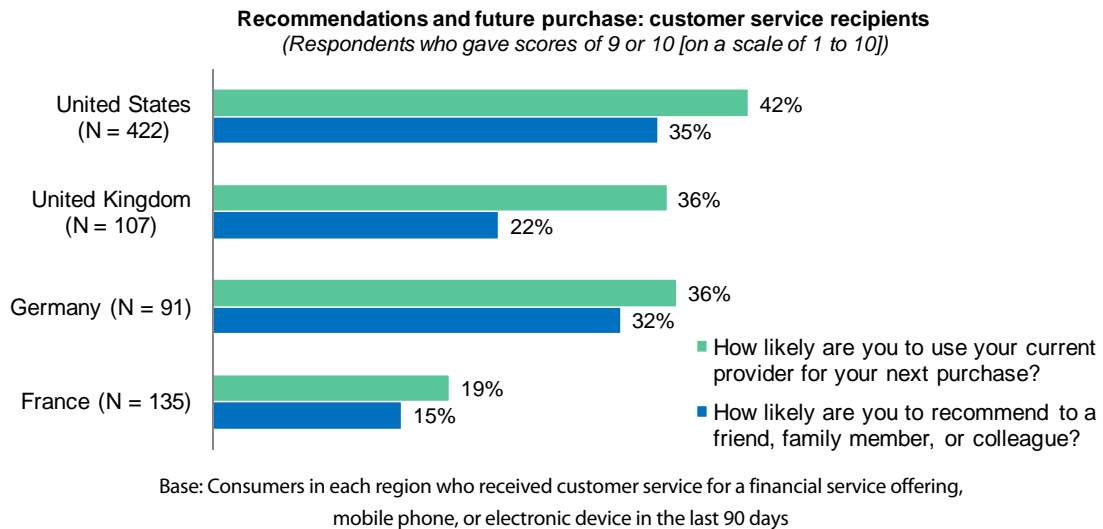 Recommendations and future purchase: customer service recipients
(Respondents who gave scores of 9 or 10 [on a scale of 1 to 10])
United States
(N = 422)
42%
35%
United Kingdom
(N = 107)
36%
22%
Germany (N = 91)
36%
32%
France (N = 135)
19%
15%
How likely are you to use your current
provider for your next purchase?
How likely are you to recommend to a
friend, family member, or colleague?
Base: Consumers in each region who received customer service for a financial service offering,
mobile phone, or electronic device in the last 90 days